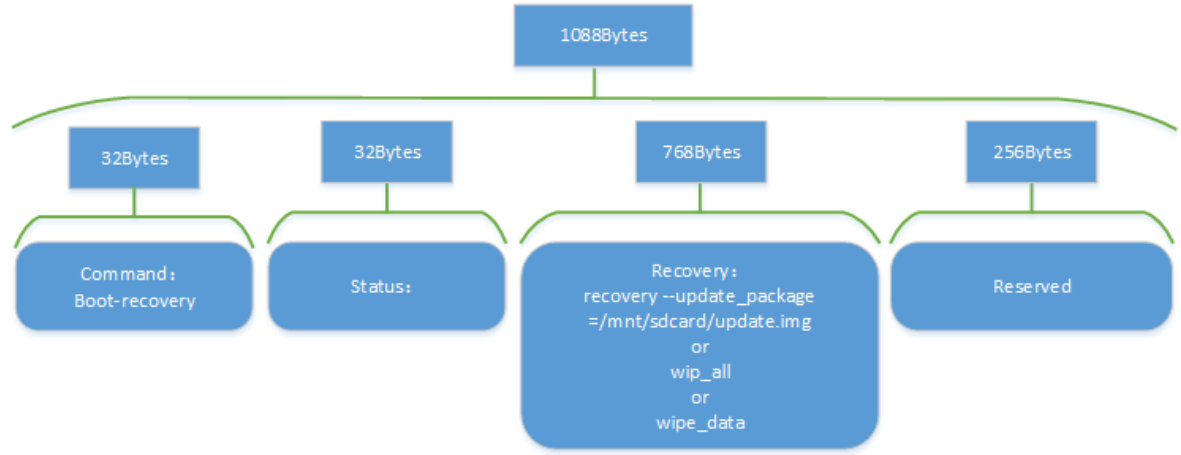 1088Bytes
32Bytes
32Bytes
768Bytes
256Bytes
Command：
Boot-recovery
Status：
Recovery：
recovery --update_package
=/mnt/sdcard/update.img
or
wip_all
or
wipe_data
Reserved